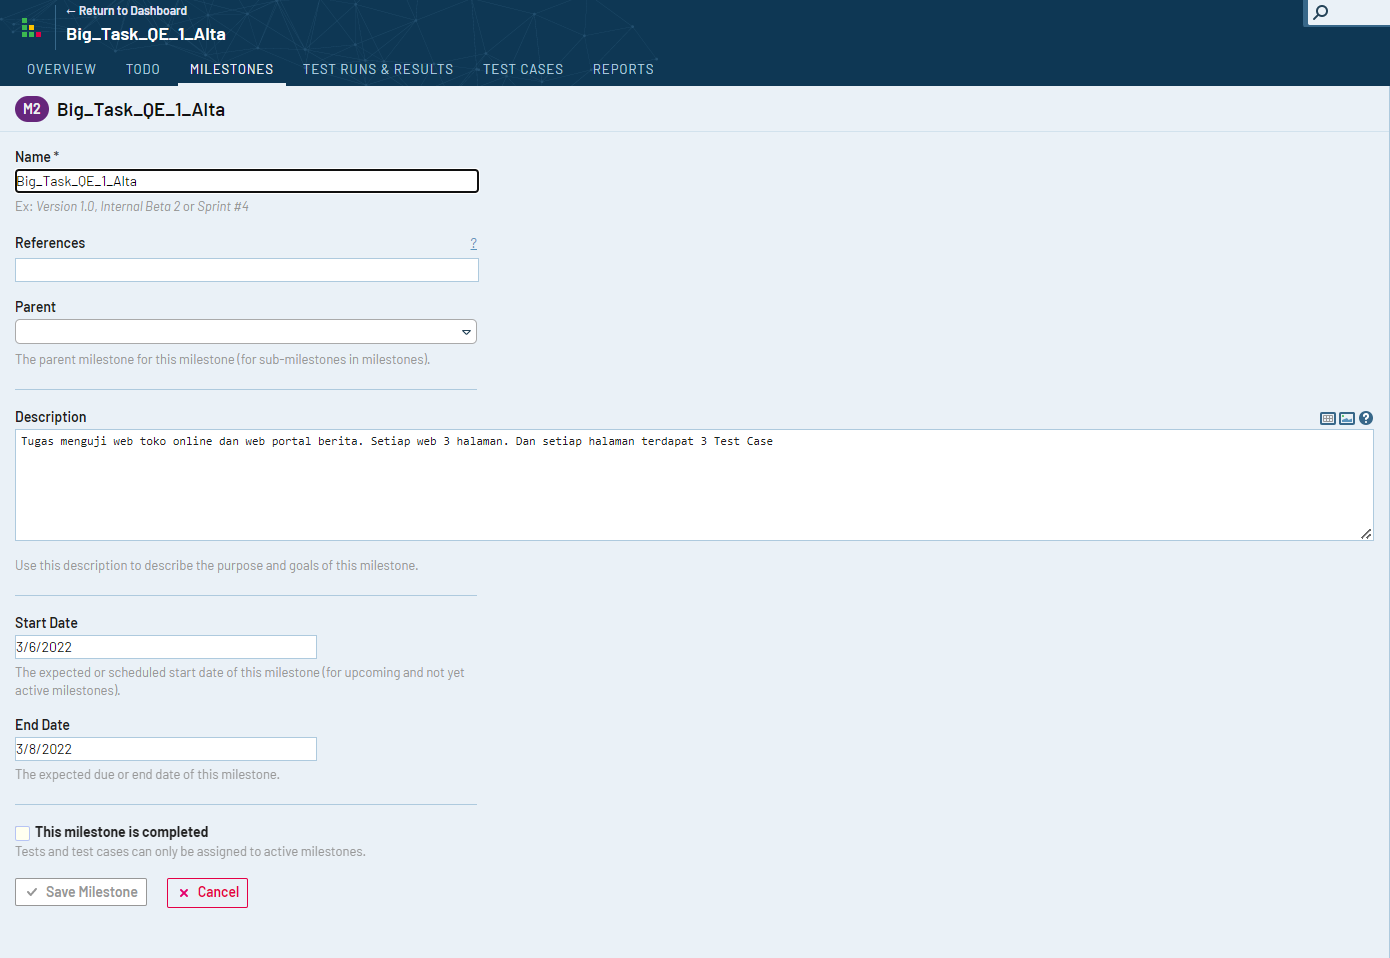 ← Return to Dashboard
Big_Task_QE_1_Alta
OVERVIEW TODO MILESTONES TEST RUNS & RESULTS TEST CASES REPORTS
M2 Big_Task_QE_1_Alta
Name *
Big_Task_QE_1_Alta
Ex: Version 1.0, Internal Beta 2 or Sprint #4
References ?
Parent
The parent milestone for this milestone (for sub-milestones in milestones).
Description ?
Tugas menguji web toko online dan web portal berita. Setiap web 3 halaman. Dan setiap halaman terdapat 3 Test Case
Use this description to describe the purpose and goals of this milestone.
Start Date
3/6/2022
The expected or scheduled start date of this milestone (for upcoming and not yet
active milestones).
End Date
3/8/2022
The expected due or end date of this milestone.
This milestone is completed
Tests and test cases can only be assigned to active milestones.
Save Milestone Cancel